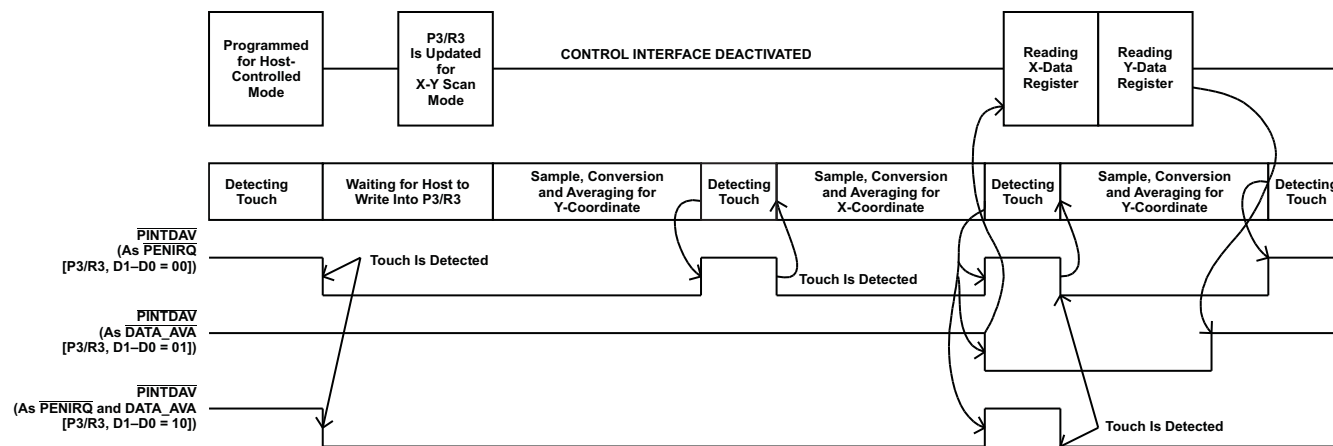 Programmed
for Host-
Controlled
Mode
P3/R3
Is Updated
for
X-Y Scan
Mode
CONTROL INTERFACE DEACTIVATED
Reading
X-Data
Register
Reading
Y-Data
Register
Detecting
Touch
Waiting for Host to
Write Into P3/R3
Sample, Conversion
and Averaging for
Y-Coordinate
Detecting
Touch
Sample, Conversion
and Averaging for
X-Coordinate
Detecting
Touch
Sample, Conversion
and Averaging for
Y-Coordinate
Detecting
Touch
PINTDAV
(As PENIRQ
[P3/R3, D1–D0 = 00])
Touch Is Detected
Touch Is Detected
PINTDAV
(As DATA_AVA
[P3/R3, D1–D0 = 01])
PINTDAV
(As PENIRQ and DATA_AVA
[P3/R3, D1–D0 = 10])
Touch Is Detected